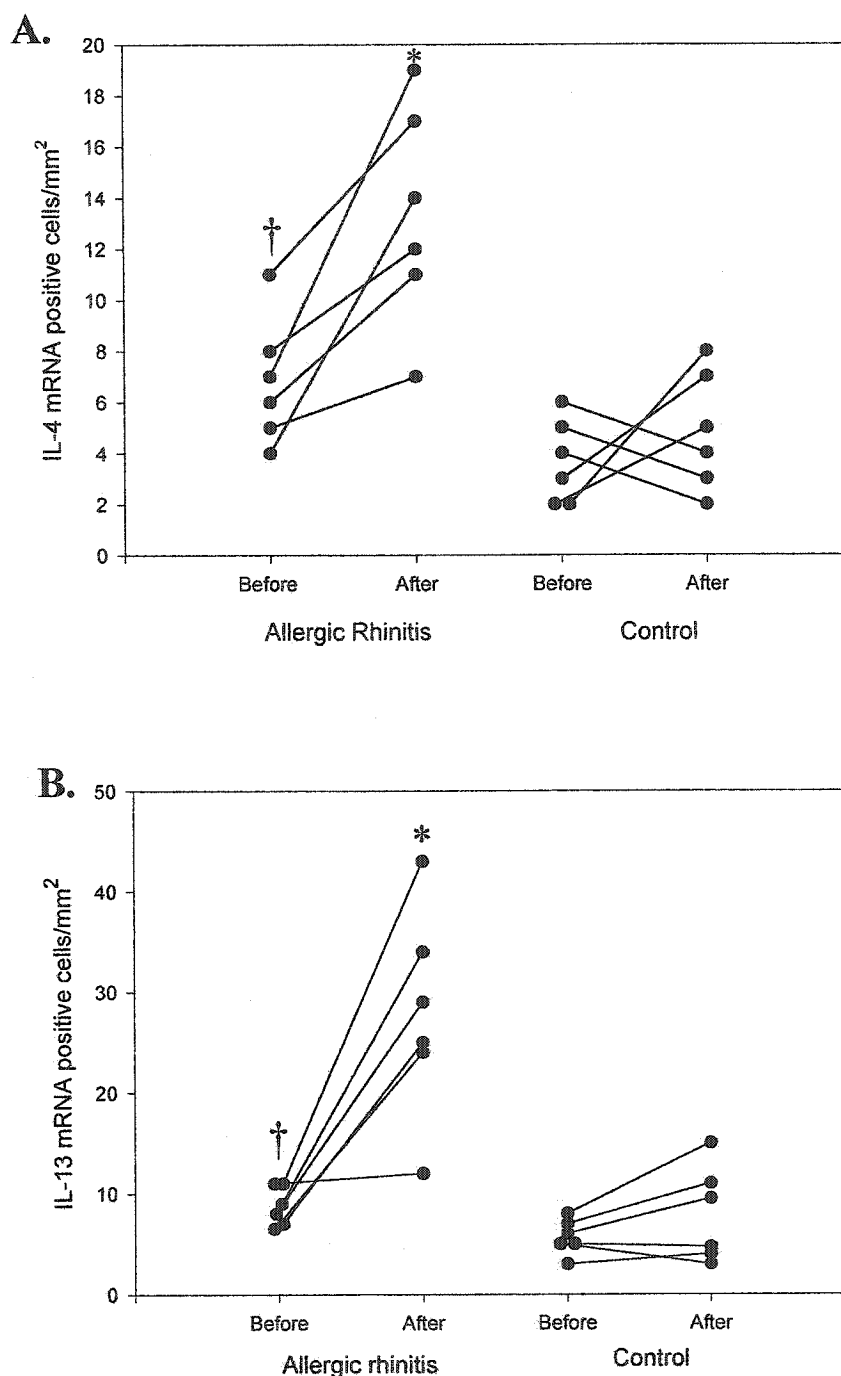 A.
IL-4 mRNA positive cells/mm²
20
18
16
14
12
10
8
6
4
2
0
†
*
Before
After
Before
After
Allergic Rhinitis
Control
B.
IL-13 mRNA positive cells/mm²
50
40
30
20
10
0
†
*
Before
After
Before
After
Allergic rhinitis
Control